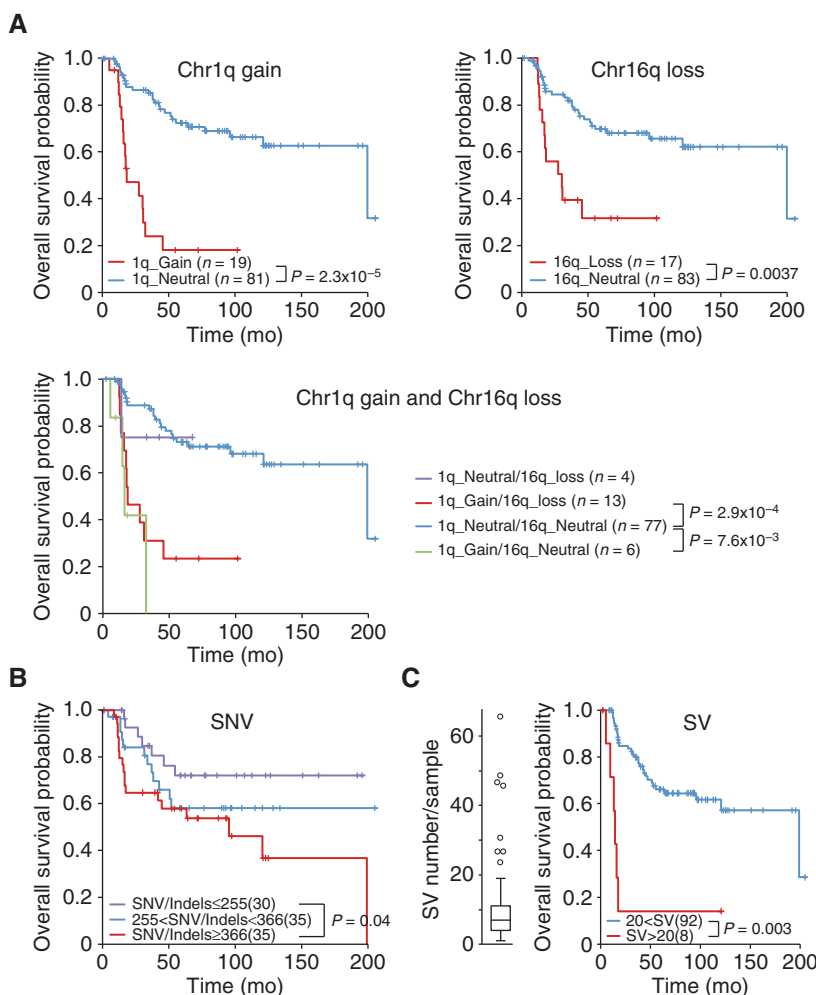 A
Chr1q gain
Overall survival probability
1.0
0.8
0.6
0.4
0.2
0
1q_Gain (n = 19)
1q_Neutral (n = 81)
P = 2.3x10⁻⁵
0 50 100 150 200
Time (mo)
Chr16q loss
Overall survival probability
1.0
0.8
0.6
0.4
0.2
0
16q_Loss (n = 17)
16q_Neutral (n = 83)
P = 0.0037
0 50 100 150 200
Time (mo)
Chr1q gain and Chr16q loss
Overall survival probability
1.0
0.8
0.6
0.4
0.2
0
0 50 100 150 200
Time (mo)
1q_Neutral/16q_loss (n = 4)
1q_Gain/16q_loss (n = 13)
1q_Neutral/16q_Neutral (n = 77)
1q_Gain/16q_Neutral (n = 6)
P = 2.9x10⁻⁴
P = 7.6x10⁻³
B
SNV
Overall survival probability
1.0
0.8
0.6
0.4
0.2
0
SNV/Indels≤255(30)
255<SNV/Indels<366(35)
SNV/Indels≥366(35)
P = 0.04
0 50 100 150 200
Time (mo)
C
SV number/sample
60
40
20
0
SV
Overall survival probability
1.0
0.8
0.6
0.4
0.2
0
20<SV(92)
SV>20(8)
P = 0.003
0 50 100 150 200
Time (mo)